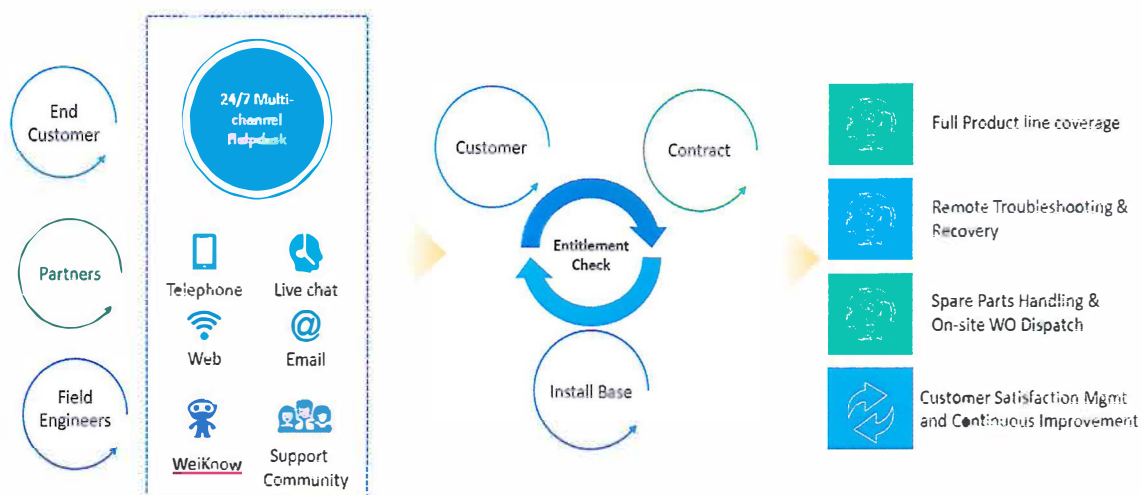 End
Customer
Partners
Field
Engineers
24/7 Multi-
channel
Helpdesk
Telephone
Live chat
Web
@
Email
WeiKnow
Support
Community
Customer
Contract
Entitlement
Check
Install Base
Full Product line coverage
Remote Troubleshooting &
Recovery
Spare Parts Handling &
On-site WO Dispatch
Customer Satisfaction Mgmt
and Continuous Improvement